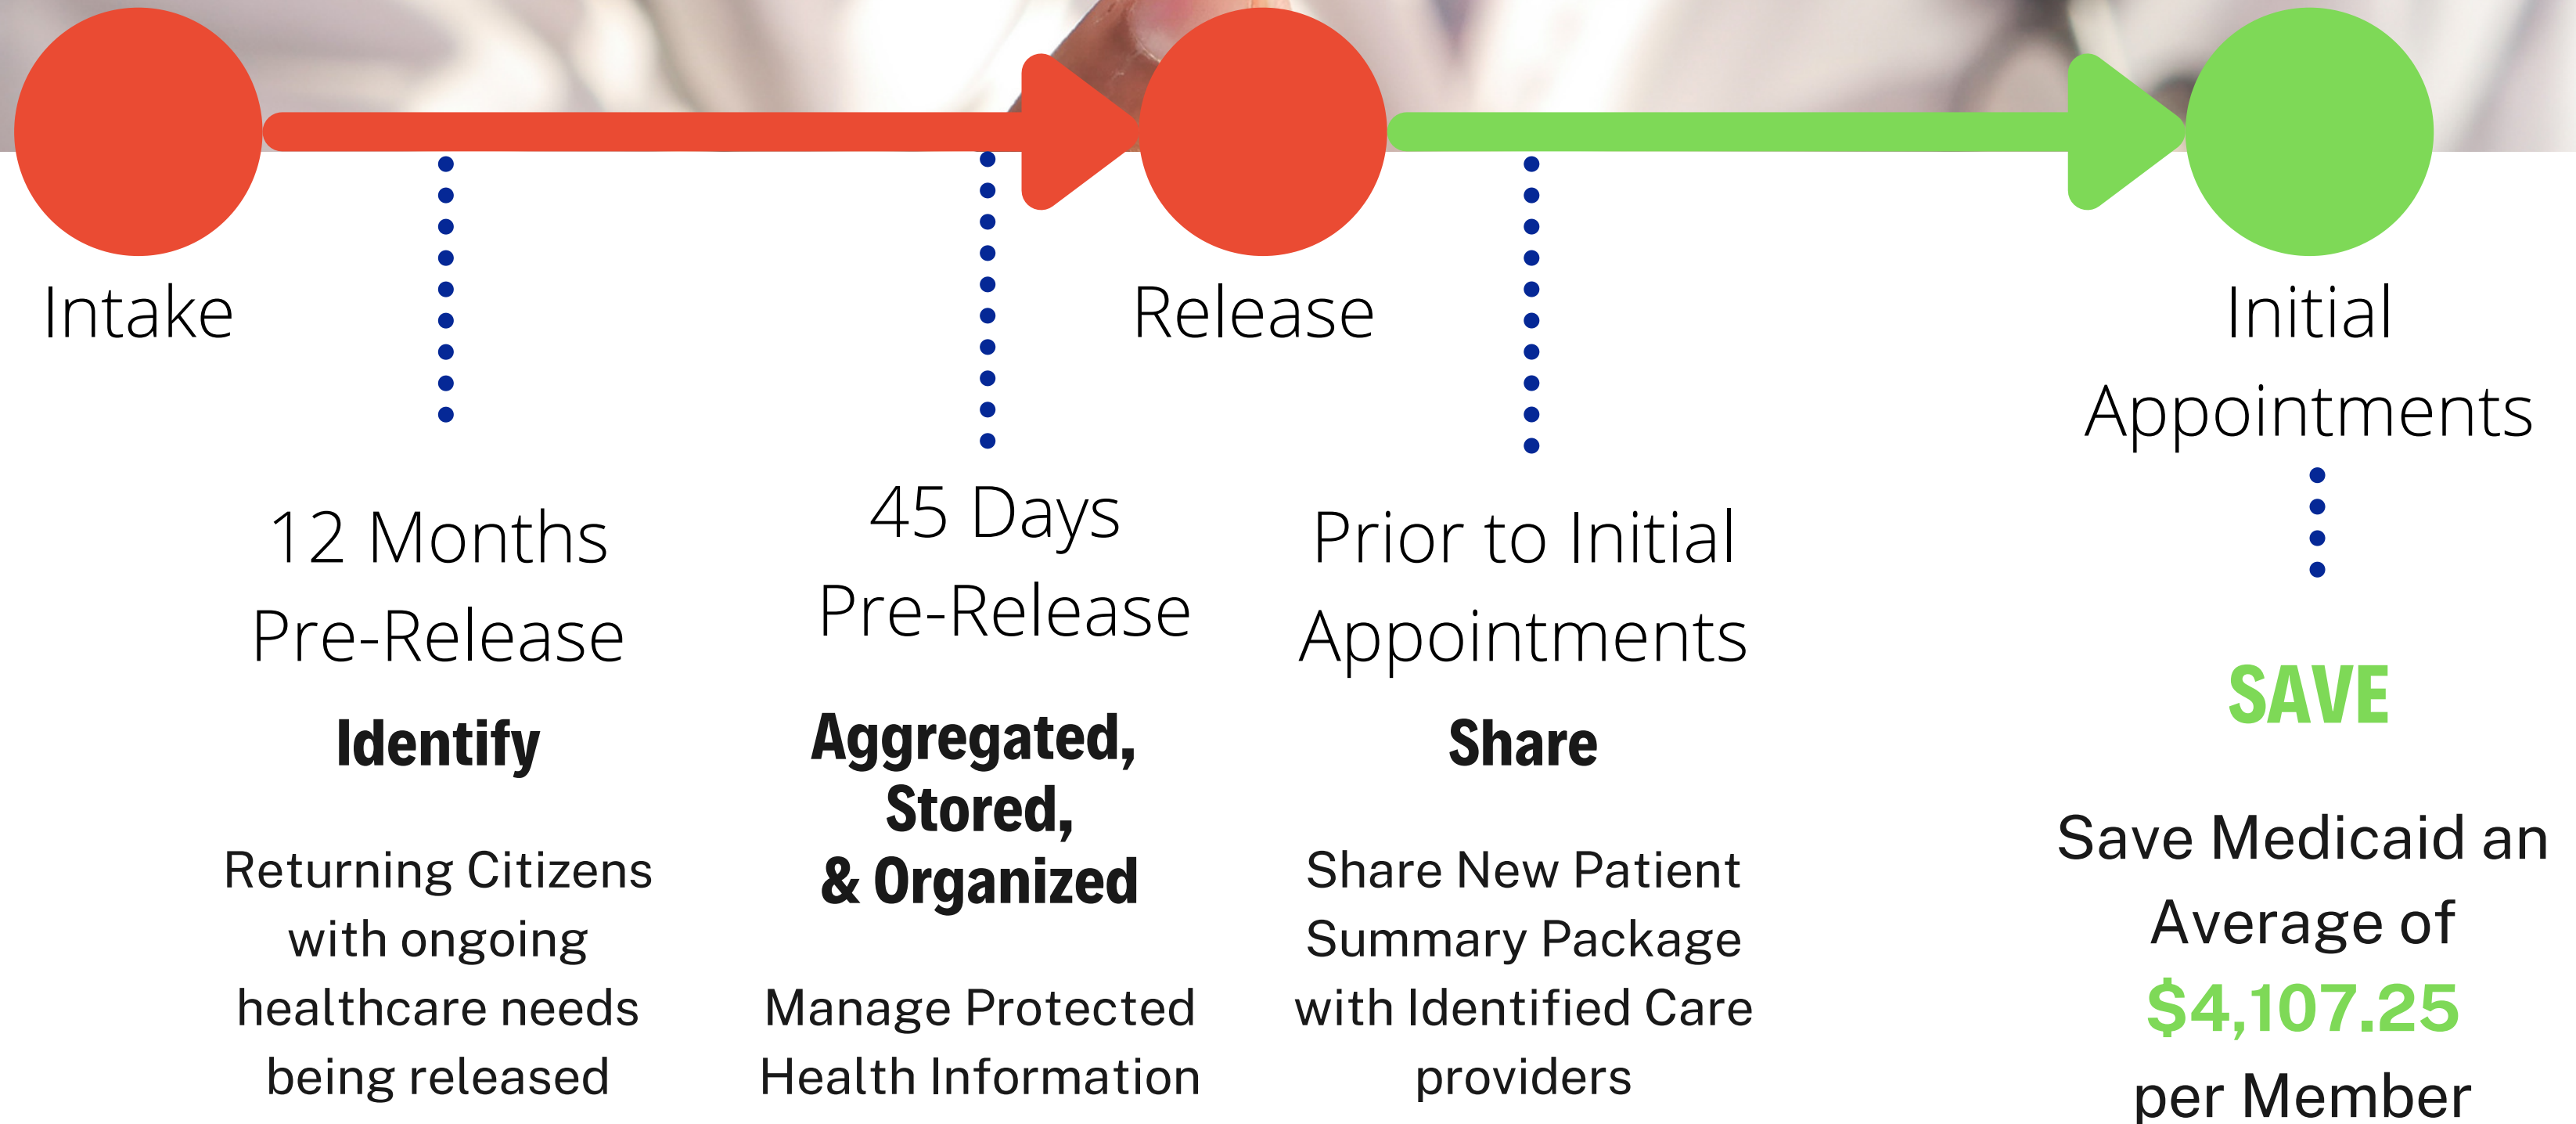 Intake
Release
Initial
Appointments
12 Months
Pre-Release
Identify
Returning Citizens
with ongoing
healthcare needs
being released
45 Days
Pre-Release
Aggregated,
Stored,
& Organized
Manage Protected
Health Information
Prior to Initial
Appointments
Share
Share New Patient
Summary Package
with Identified Care
providers
SAVE
Save Medicaid an
Average of
$4,107.25
per Member